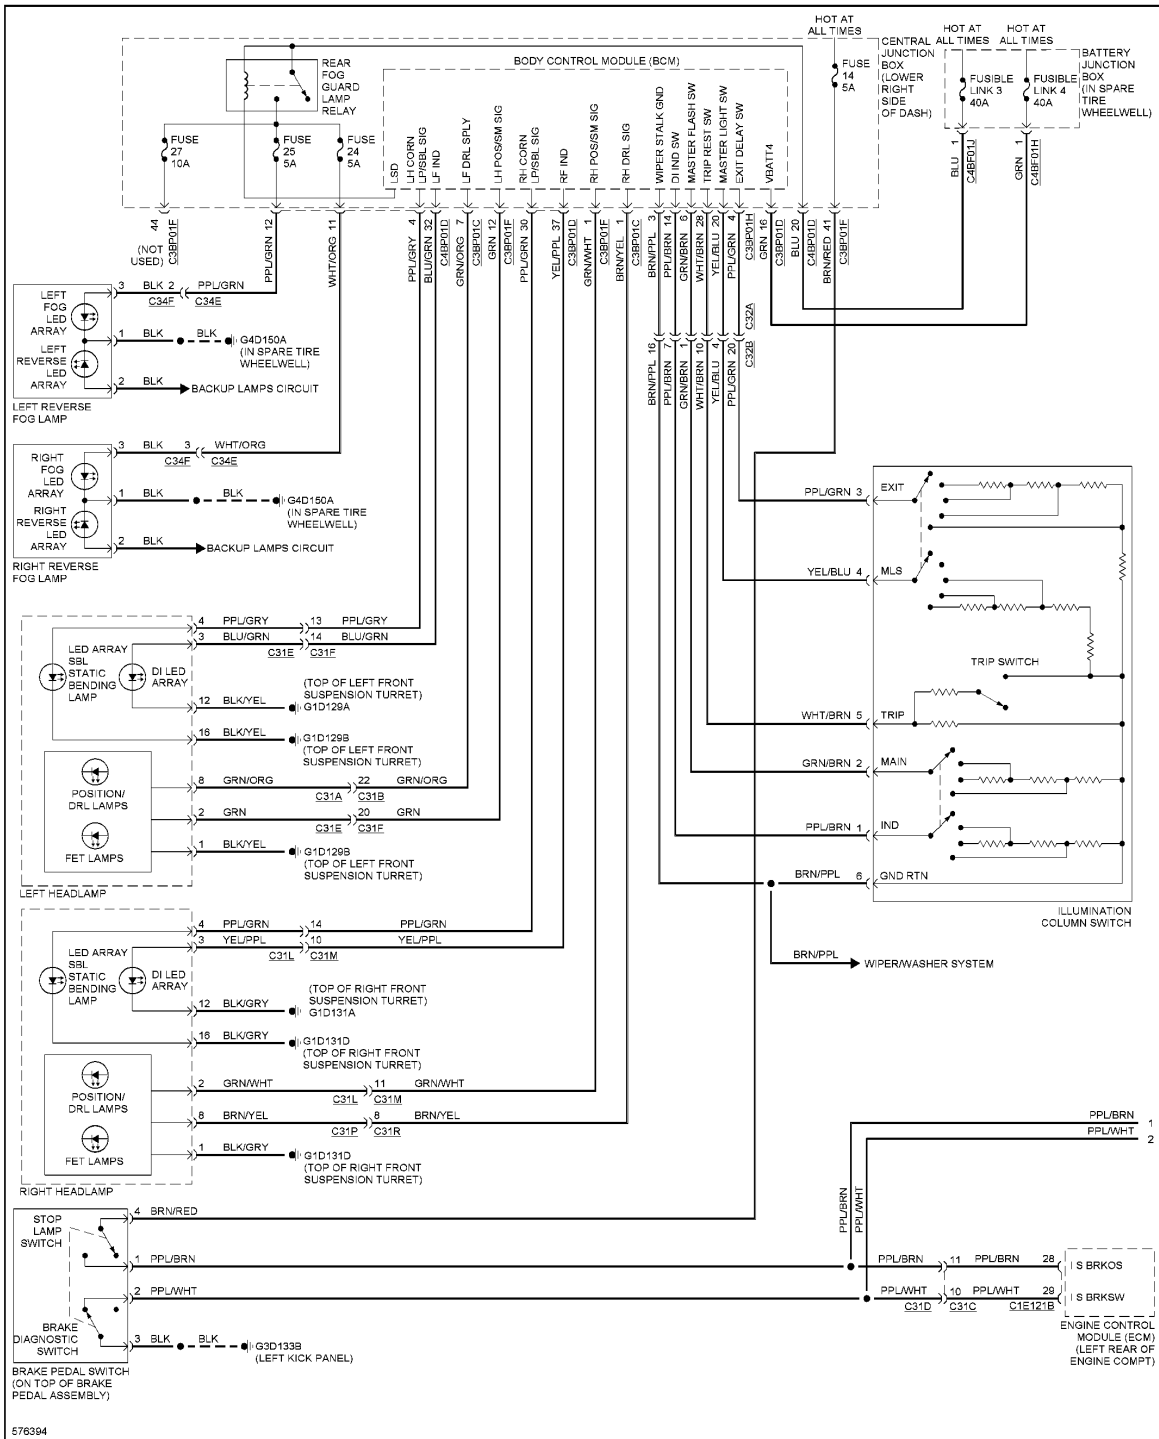 HOT AT
ALL TIMES
HOT AT
ALL TIMES
HOT AT
ALL TIMES
CENTRAL
JUNCTION
BOX
(LOWER
RIGHT
SIDE
OF DASH)
BATTERY
JUNCTION
BOX
(IN SPARE
TIRE
WHEELWELL)
REAR
FOG
GUARD
LAMP
RELAY
BODY CONTROL MODULE (BCM)
FUSE
14
5A
FUSIBLE
LINK 3
40A
FUSIBLE
LINK 4
40A
FUSE
27
10A
FUSE
25
5A
FUSE
24
5A
LSD
LH CORN
LP/SBL SIG
LF IND
LF DRL SPLY
LH POS/SM SIG
RH CORN
LP/SBL SIG
RF IND
RH POS/SM SIG
RH DRL SIG
WIPER STALK GND
DI IND SW
MASTER FLASH SW
TRIP REST SW
MASTER LIGHT SW
EXIT DELAY SW
VBATT4
BLU 1
C4BF01J
GRN 1
C4BF01H
44
(NOT
USED)
C3BP01F
PPL/GRN 12
WHT/ORG 11
PPL/GRY 4
BLU/GRN 32
C4BP01D
GRN/ORG 7
C3BP01C
GRN 12
C3BP01F
PPL/GRN 30
YEL/PPL 37
C3BP01D
GRN/WHT 1
C3BP01F
BRN/YEL 1
C3BP01C
BRN/PPL 3
PPL/BRN 14
GRN/BRN 6
WHT/BRN 28
YEL/BLU 20
PPL/GRN 4
C3BP01H
GRN 16
C3BP01D
BLU 20
C4BP01D
BRN/RED 41
C3BP01F
C32A
C32B
BRN/PPL 16
PPL/BRN 7
GRN/BRN 1
WHT/BRN 10
YEL/BLU 4
PPL/GRN 20
LEFT
FOG
LED
ARRAY
LEFT
REVERSE
LED
ARRAY
3 BLK 2 PPL/GRN
C34F C34E
1 BLK BLK G4D150A
(IN SPARE TIRE
WHEELWELL)
2 BLK BACKUP LAMPS CIRCUIT
LEFT REVERSE
FOG LAMP
RIGHT
FOG
LED
ARRAY
RIGHT
REVERSE
LED
ARRAY
3 BLK 3 WHT/ORG
C34F C34E
1 BLK BLK G4D150A
(IN SPARE TIRE
WHEELWELL)
2 BLK BACKUP LAMPS CIRCUIT
RIGHT REVERSE
FOG LAMP
PPL/GRN 3 EXIT
YEL/BLU 4 MLS
TRIP SWITCH
WHT/BRN 5 TRIP
GRN/BRN 2 MAIN
PPL/BRN 1 IND
BRN/PPL 6 GND RTN
ILLUMINATION
COLUMN SWITCH
BRN/PPL WIPER/WASHER SYSTEM
4 PPL/GRY 13 PPL/GRY
3 BLU/GRN 14 BLU/GRN
C31E C31F
LED ARRAY
SBL
STATIC
BENDING
LAMP
DI LED
ARRAY
(TOP OF LEFT FRONT
SUSPENSION TURRET)
12 BLK/YEL G1D129A
16 BLK/YEL G1D129B
(TOP OF LEFT FRONT
SUSPENSION TURRET)
POSITION/
DRL LAMPS
FET LAMPS
8 GRN/ORG 22 GRN/ORG
C31A C31B
2 GRN 20 GRN
C31E C31F
1 BLK/YEL G1D129B
(TOP OF LEFT FRONT
SUSPENSION TURRET)
LEFT HEADLAMP
4 PPL/GRN 14 PPL/GRN
3 YEL/PPL 10 YEL/PPL
C31L C31M
LED ARRAY
SBL
STATIC
BENDING
LAMP
DI LED
ARRAY
(TOP OF RIGHT FRONT
SUSPENSION TURRET)
12 BLK/GRY G1D131A
16 BLK/GRY G1D131D
(TOP OF RIGHT FRONT
SUSPENSION TURRET)
POSITION/
DRL LAMPS
FET LAMPS
2 GRN/WHT 11 GRN/WHT
C31L C31M
8 BRN/YEL 8 BRN/YEL
C31P C31R
1 BLK/GRY G1D131D
(TOP OF RIGHT FRONT
SUSPENSION TURRET)
RIGHT HEADLAMP
PPL/BRN 1
PPL/WHT 2
PPL/BRN
PPL/WHT
STOP
LAMP
SWITCH
4 BRN/RED
1 PPL/BRN
2 PPL/WHT
BRAKE
DIAGNOSTIC
SWITCH
3 BLK BLK G3D133B
(LEFT KICK PANEL)
BRAKE PEDAL SWITCH
(ON TOP OF BRAKE
PEDAL ASSEMBLY)
PPL/BRN 11 PPL/BRN 28 IS BRKOS
PPL/WHT 10 PPL/WHT 29 IS BRKSW
C31D C31C C1E121B
ENGINE CONTROL
MODULE (ECM)
(LEFT REAR OF
ENGINE COMPT)
576394